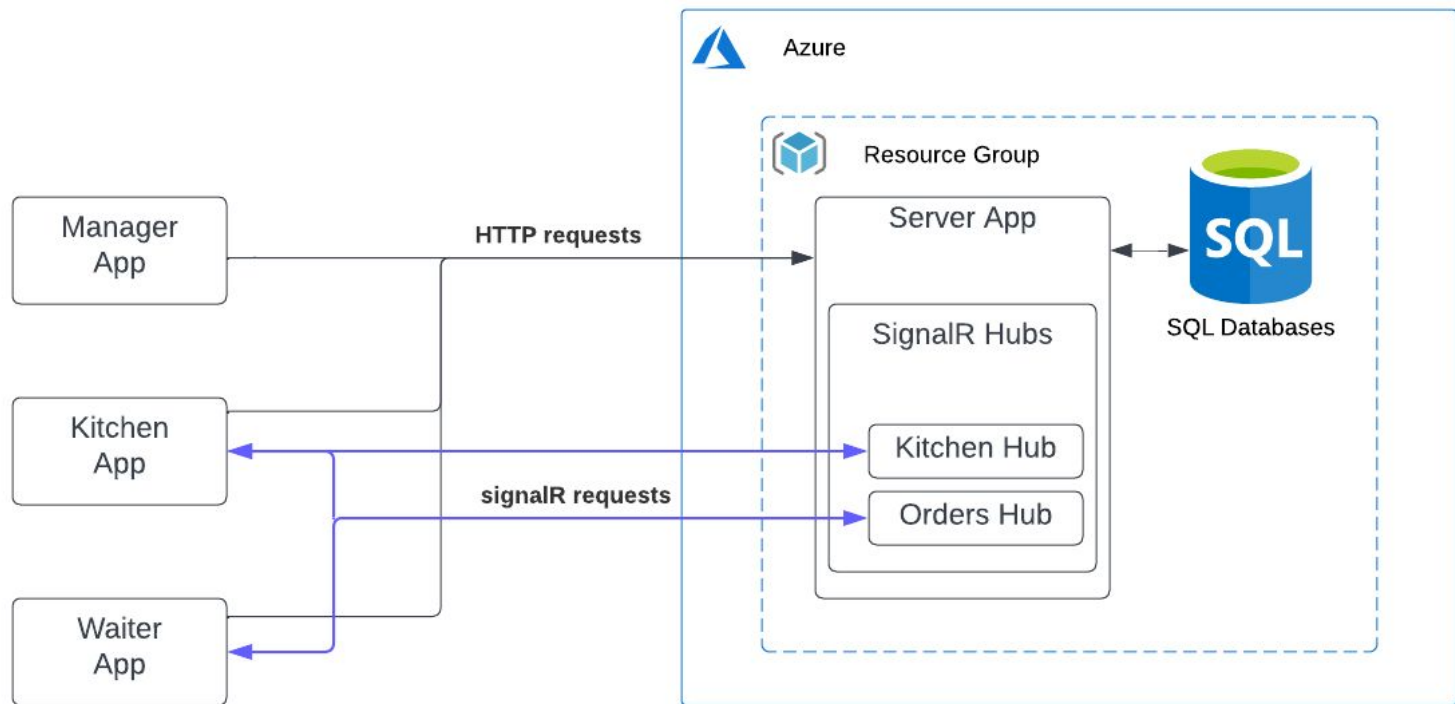 Azure
Resource Group
Manager
App
HTTP requests
Server App
SQL
SQL Databases
SignalR Hubs
Kitchen
App
Kitchen Hub
signalR requests
Orders Hub
Waiter
App